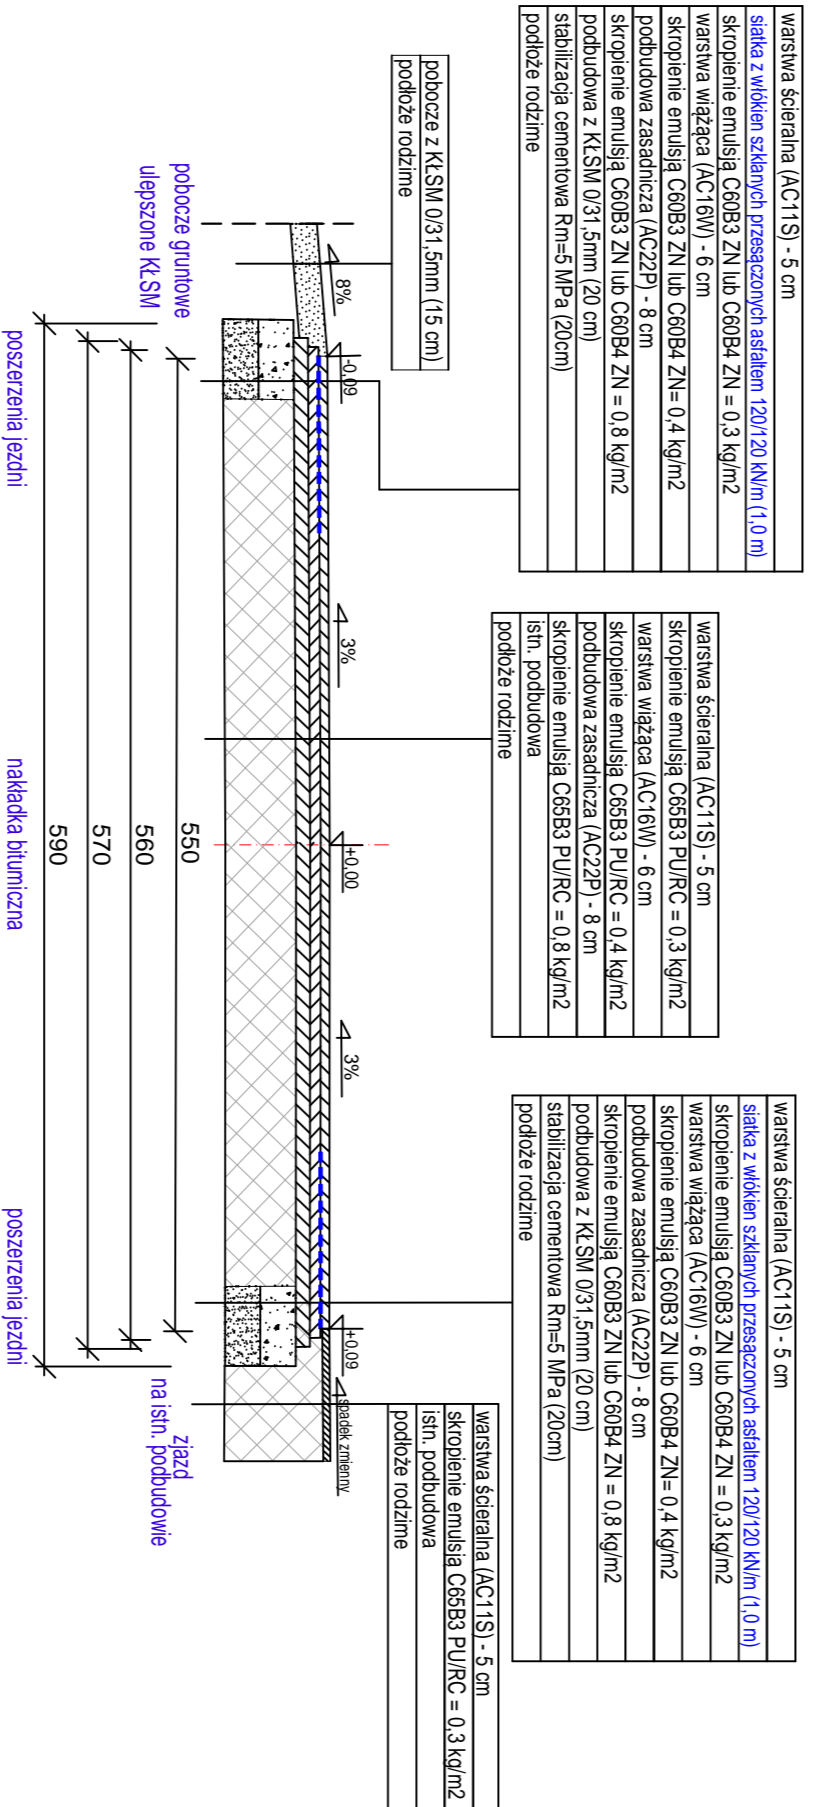 warstwa ścieralna (AC11S) - 5 cm
siatka z włókien szklanych przesączonych asfaltem 120/120 kN/m (1,0 m)
skropienie emulsją C60B3 ZN lub C60B4 ZN = 0,3 kg/m2
warstwa wiążąca (AC16W) - 6 cm
skropienie emulsją C60B3 ZN lub C60B4 ZN= 0,4 kg/m2
podbudowa zasadnicza (AC22P) - 8 cm
skropienie emulsją C60B3 ZN lub C60B4 ZN = 0,8 kg/m2
podbudowa z KŁSM 0/31,5mm (20 cm)
stabilizacja cementowa Rm=5 MPa (20cm)
podłoże rodzime
warstwa ścieralna (AC11S) - 5 cm
skropienie emulsją C65B3 PU/RC = 0,3 kg/m2
warstwa wiążąca (AC16W) - 6 cm
skropienie emulsją C65B3 PU/RC = 0,4 kg/m2
podbudowa zasadnicza (AC22P) - 8 cm
skropienie emulsją C65B3 PU/RC = 0,8 kg/m2
istn. podbudowa
podłoże rodzime
warstwa ścieralna (AC11S) - 5 cm
siatka z włókien szklanych przesączonych asfaltem 120/120 kN/m (1,0 m)
skropienie emulsją C60B3 ZN lub C60B4 ZN = 0,3 kg/m2
warstwa wiążąca (AC16W) - 6 cm
skropienie emulsją C60B3 ZN lub C60B4 ZN= 0,4 kg/m2
podbudowa zasadnicza (AC22P) - 8 cm
skropienie emulsją C60B3 ZN lub C60B4 ZN = 0,8 kg/m2
podbudowa z KŁSM 0/31,5mm (20 cm)
stabilizacja cementowa Rm=5 MPa (20cm)
podłoże rodzime
pobocze z KŁSM 0/31,5mm (15 cm)
podłoże rodzime
warstwa ścieralna (AC11S) - 5 cm
skropienie emulsją C65B3 PU/RC = 0,3 kg/m2
istn. podbudowa
podłoże rodzime
8%
-0,09
3%
+0,00
3%
+0,09
spadek zmienny
pobocze gruntowe
ulepszone KŁSM
550
560
570
590
zjazd
na istn. podbudowie
poszerzenia jezdni
nakładka bitumiczna
poszerzenia jezdni